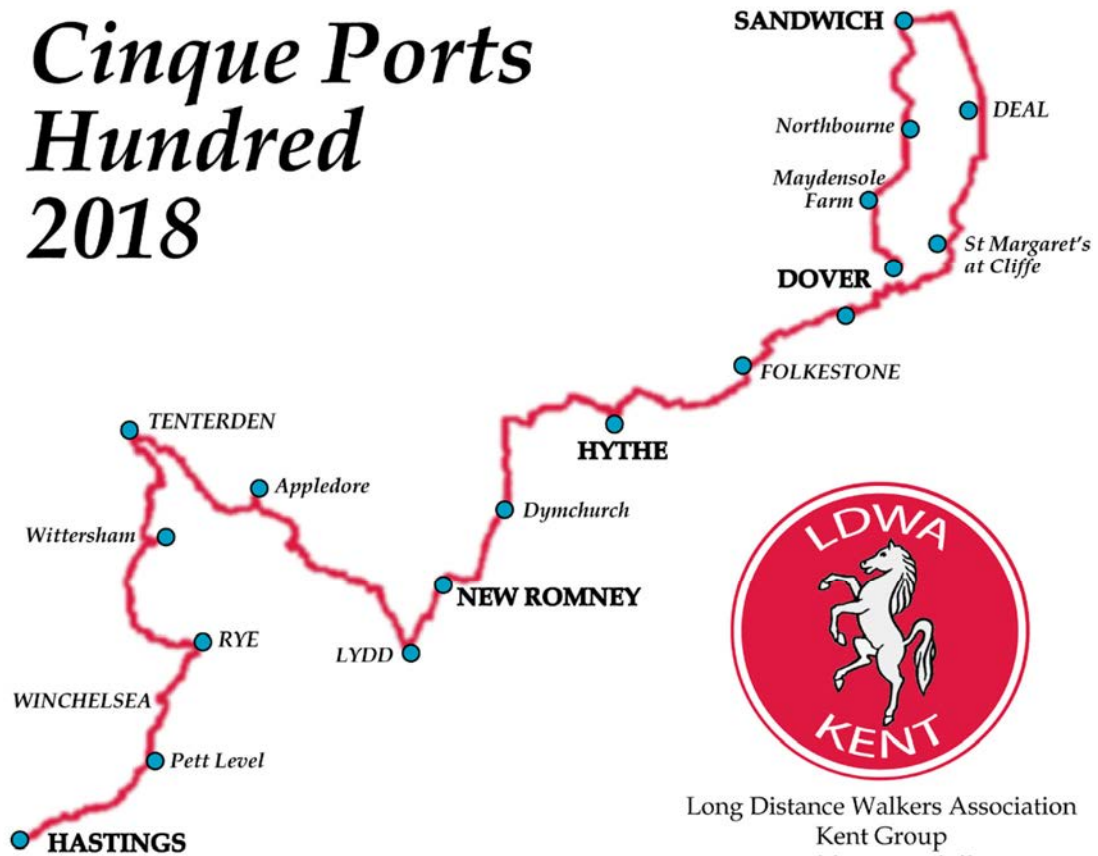 Cinque Ports
Hundred
2018
SANDWICH
DEAL
Northbourne
Maydensole
Farm
St Margaret's
at Cliffe
DOVER
FOLKESTONE
TENTERDEN
HYTHE
Appledore
Dymchurch
Wittersham
NEW ROMNEY
RYE
LYDD
WINCHELSEA
Pett Level
HASTINGS
LDWA
KENT
Long Distance Walkers Association
Kent Group